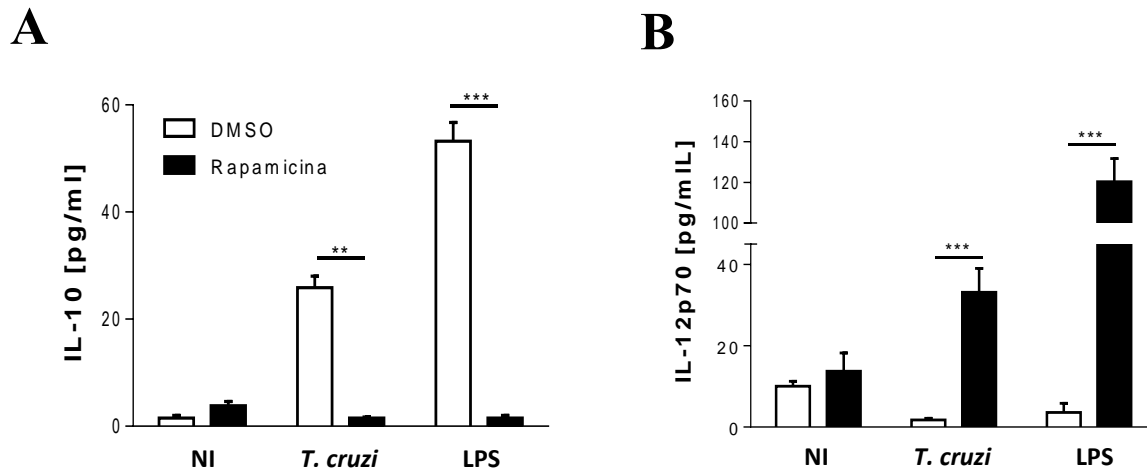 A
IL-10 [pg/ml]
60
40
20
0
DMSO
Rapamicina
**
***
NI
T. cruzi
LPS
B
IL-12p70 [pg/mlL]
160
140
120
100
40
20
0
***
***
NI
T. cruzi
LPS